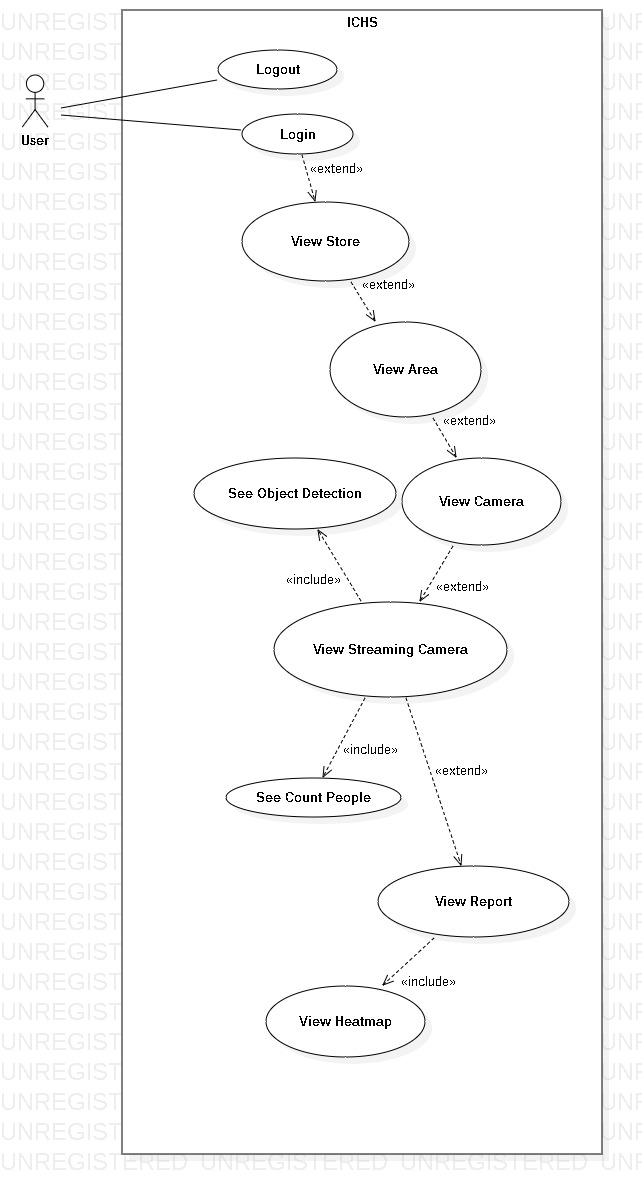 ICHS
Logout
User
Login
«extend»
View Store
«extend»
View Area
«extend»
See Object Detection
View Camera
«include»
«extend»
View Streaming Camera
«include»
«extend»
See Count People
View Report
«include»
View Heatmap
UNREGISTERED UNREGISTERED UNREGISTERED